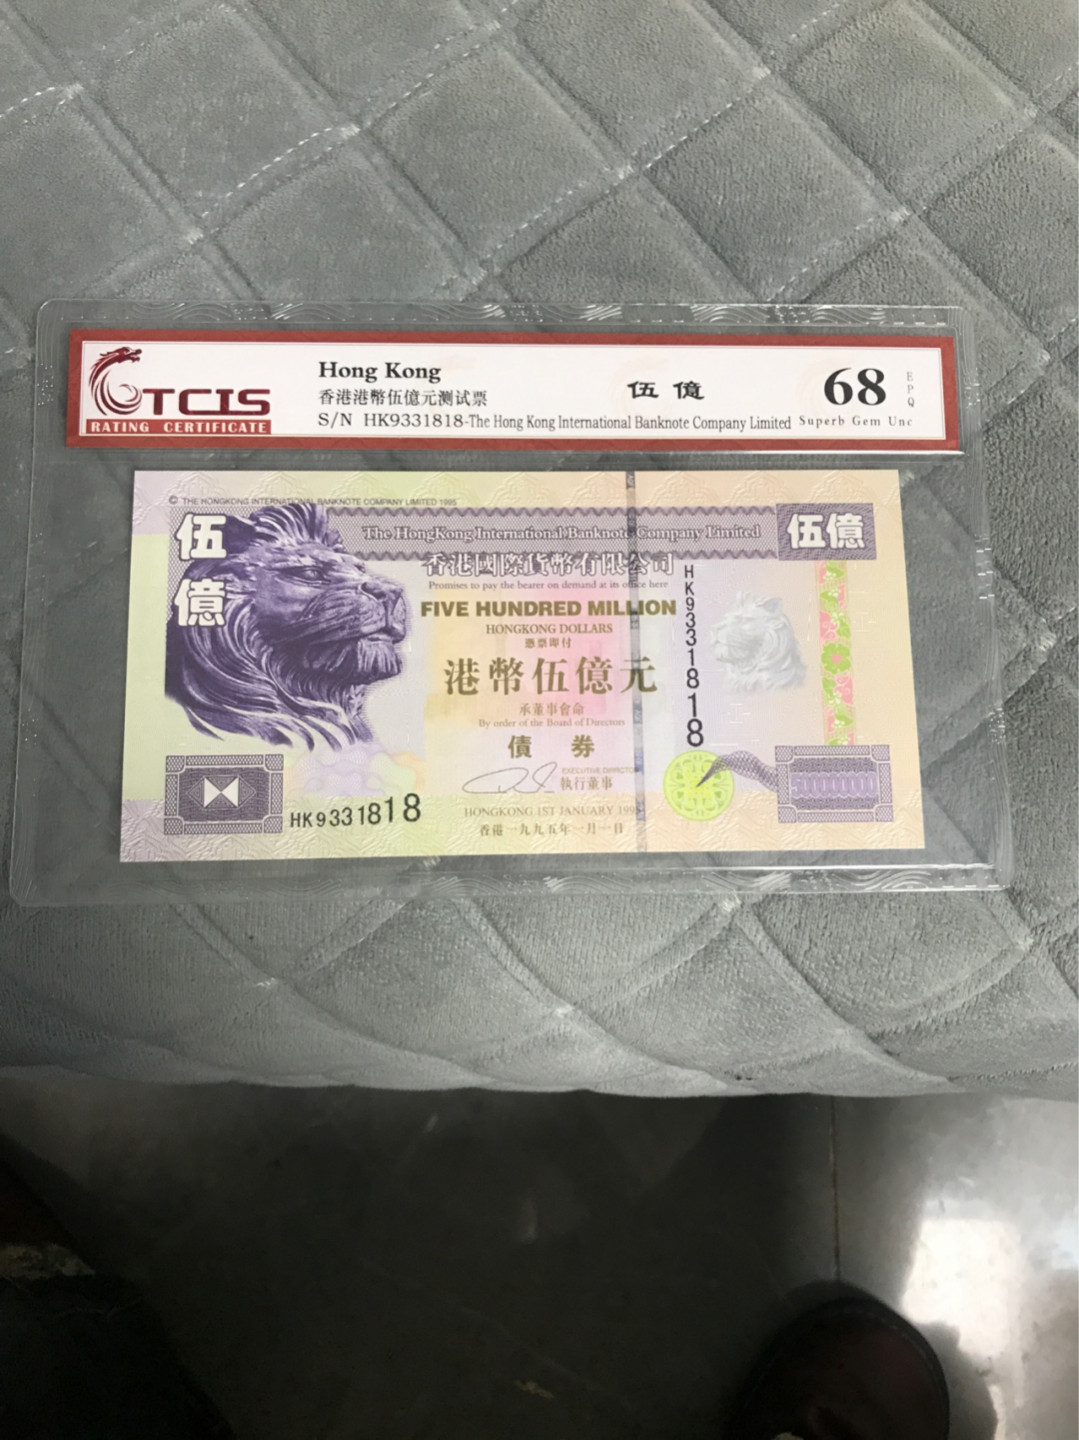 TCIS
RATING CERTIFICATE
Hong Kong
香港港幣伍億元测试票
S/N HK9331818-The Hong Kong International Banknote Company Limited
伍億
68
EPQ
Superb Gem Unc
© THE HONGKONG INTERNATIONAL BANKNOTE COMPANY LIMITED 1995
伍億
The HongKong International Banknote Company Limited
伍億
香港國際貨幣有限公司
Promises to pay the bearer on demand at its office here
FIVE HUNDRED MILLION
HONGKONG DOLLARS
憑票即付
港幣伍億元
承董事會命
By order of the Board of Directors
債券
EXECUTIVE DIRECTOR
執行董事
HK9331818
HK9331818
HONGKONG 1ST JANUARY 1995
香港一九九五年一月一日